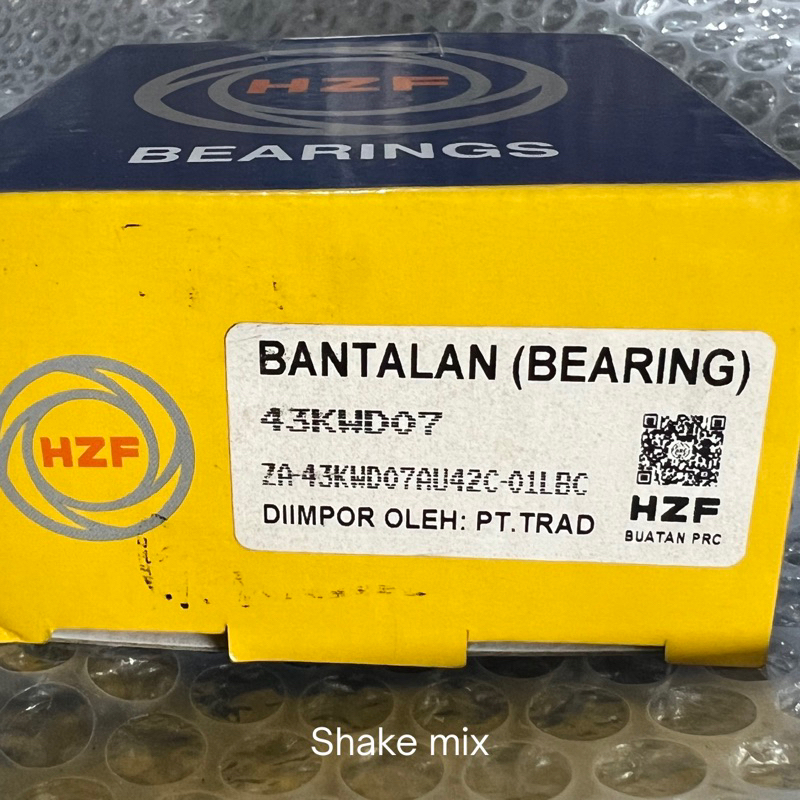 HZF
BEARINGS
BANTALAN (BEARING)
43KWD07
ZA-43KWD07AU42C-01LBC
DIIMPOR OLEH: PT.TRAD
HZF
BUATAN PRC
HZF
Shake mix